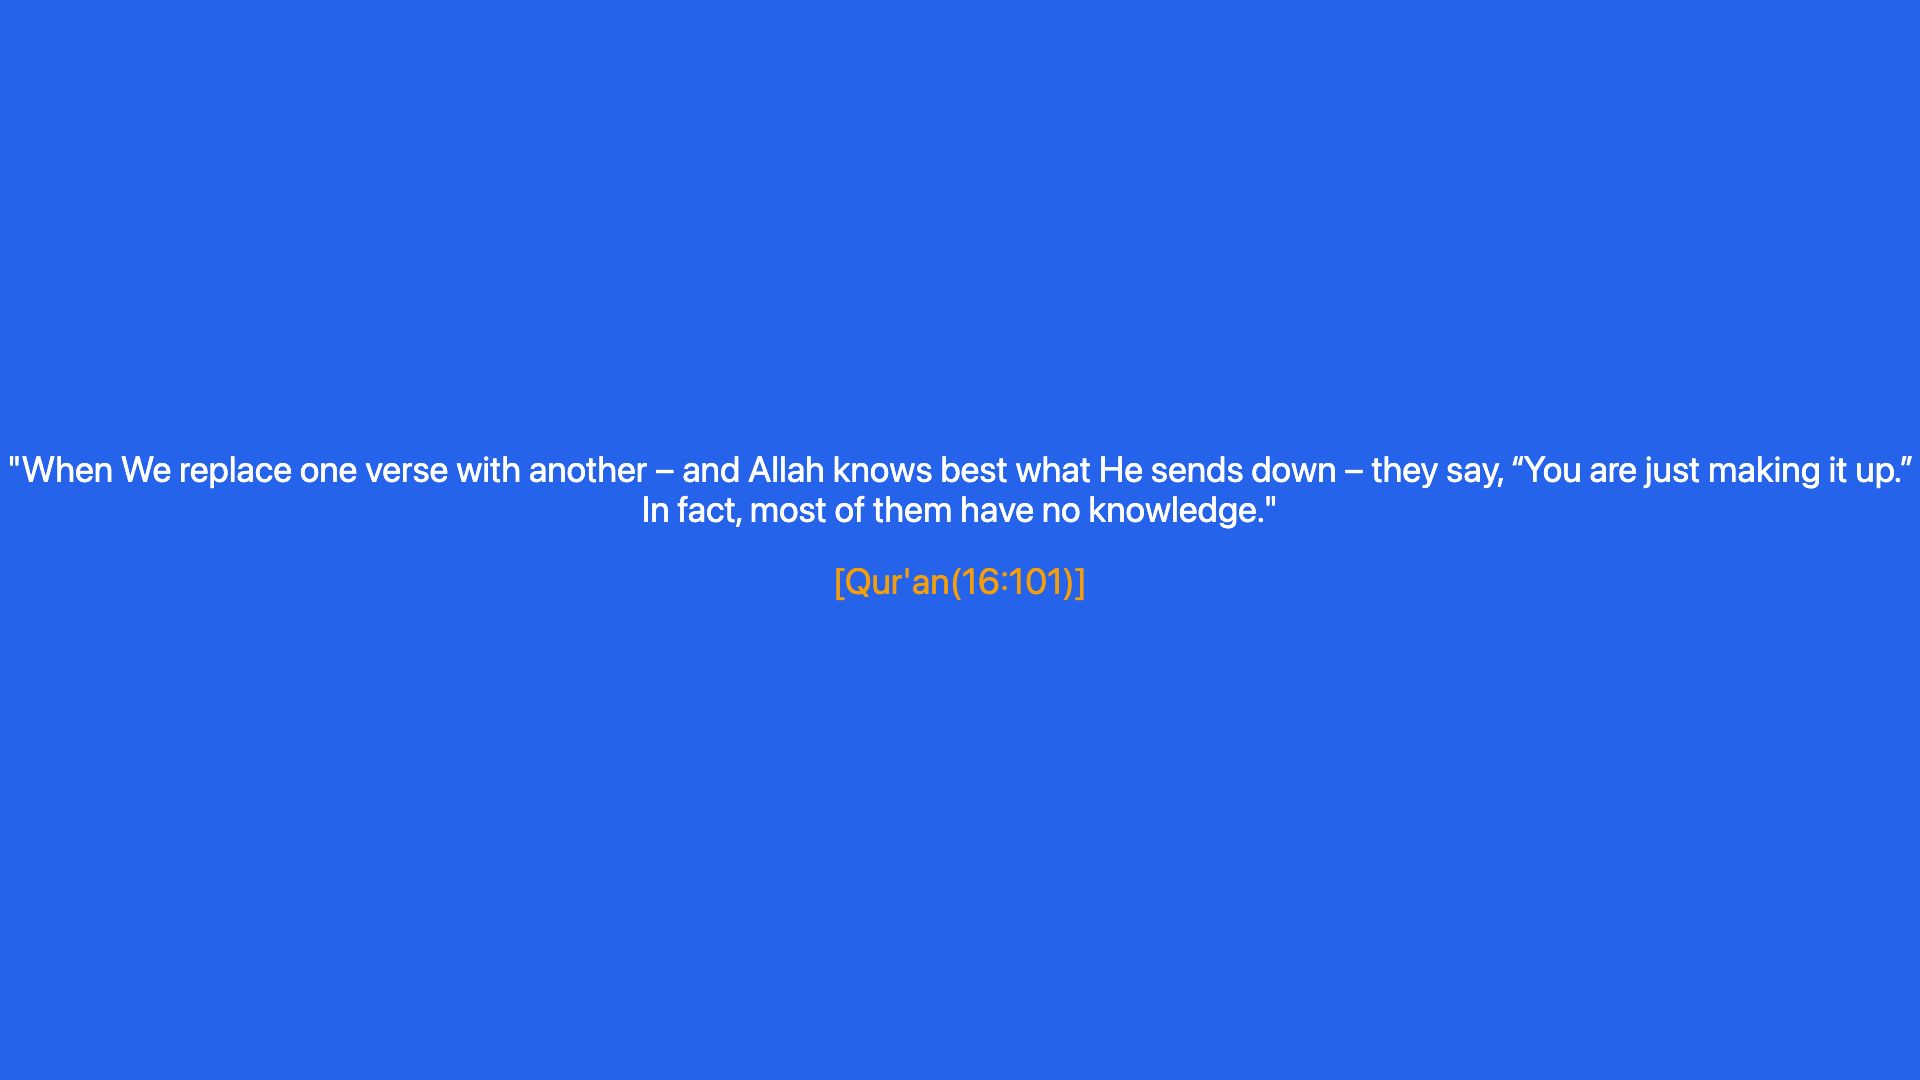 "When We replace one verse with another – and Allah knows best what He sends down – they say, “You are just making it up.”
In fact, most of them have no knowledge."
[Qur'an(16:101)]